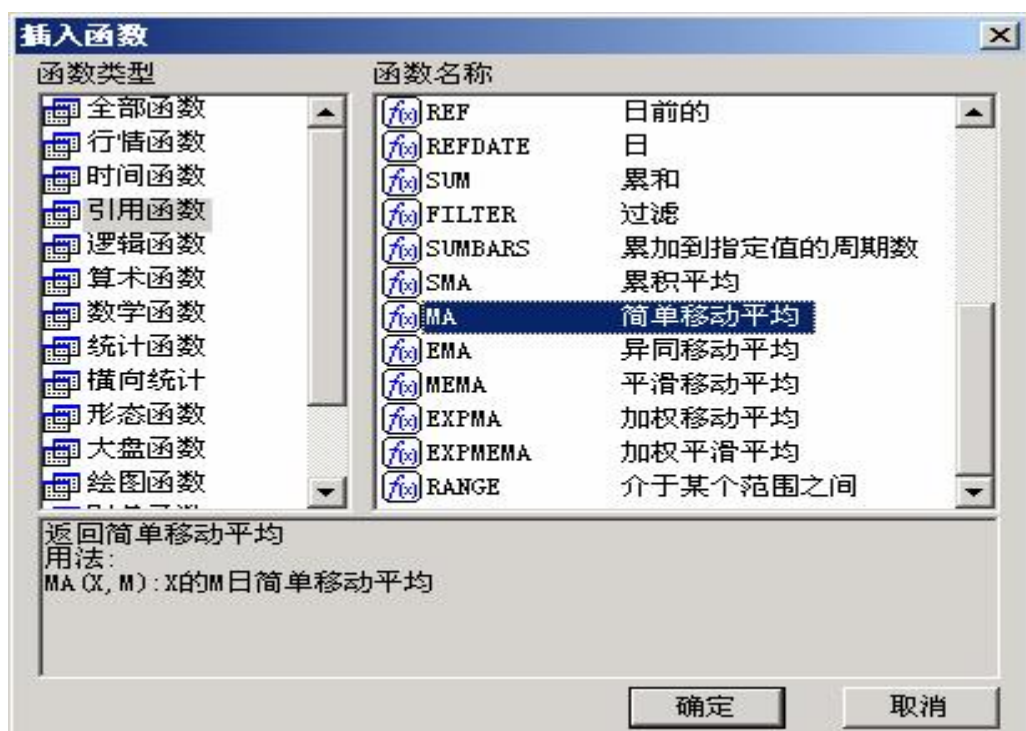 插入函数
函数类型
全部函数
行情函数
时间函数
引用函数
逻辑函数
算术函数
数学函数
统计函数
横向统计
形态函数
大盘函数
绘图函数
函数名称
REF 日前的
REFDATE 日
SUM 累和
FILTER 过滤
SUMBARS 累加到指定值的周期数
SMA 累积平均
MA 简单移动平均
EMA 异同移动平均
MEMA 平滑移动平均
EXPMA 加权移动平均
EXPMEMA 加权平滑平均
RANGE 介于某个范围之间
返回简单移动平均
用法:
MA(X,M):X的M日简单移动平均
确定
取消